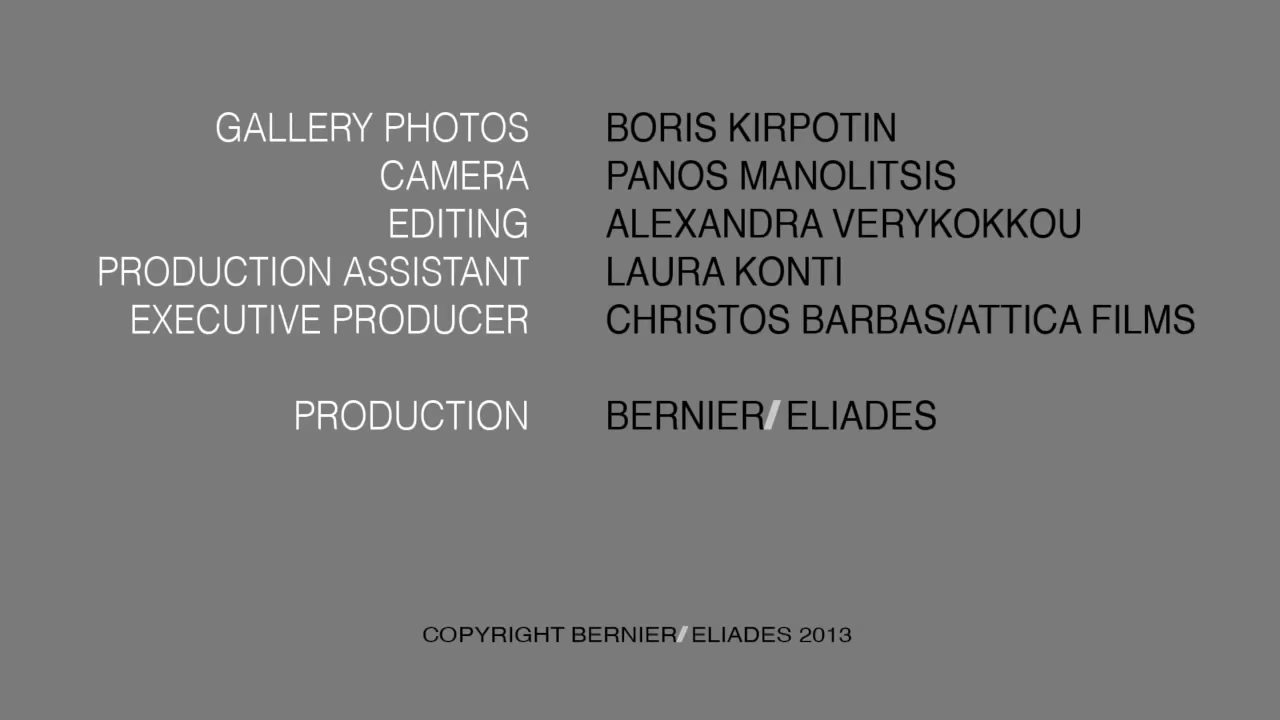 GALLERY PHOTOS BORIS KIRPOTIN
CAMERA PANOS MANOLITSIS
EDITING ALEXANDRA VERYKOKKOU
PRODUCTION ASSISTANT LAURA KONTI
EXECUTIVE PRODUCER CHRISTOS BARBAS/ATTICA FILMS
PRODUCTION BERNIER/ELIADES
COPYRIGHT BERNIER/ELIADES 2013